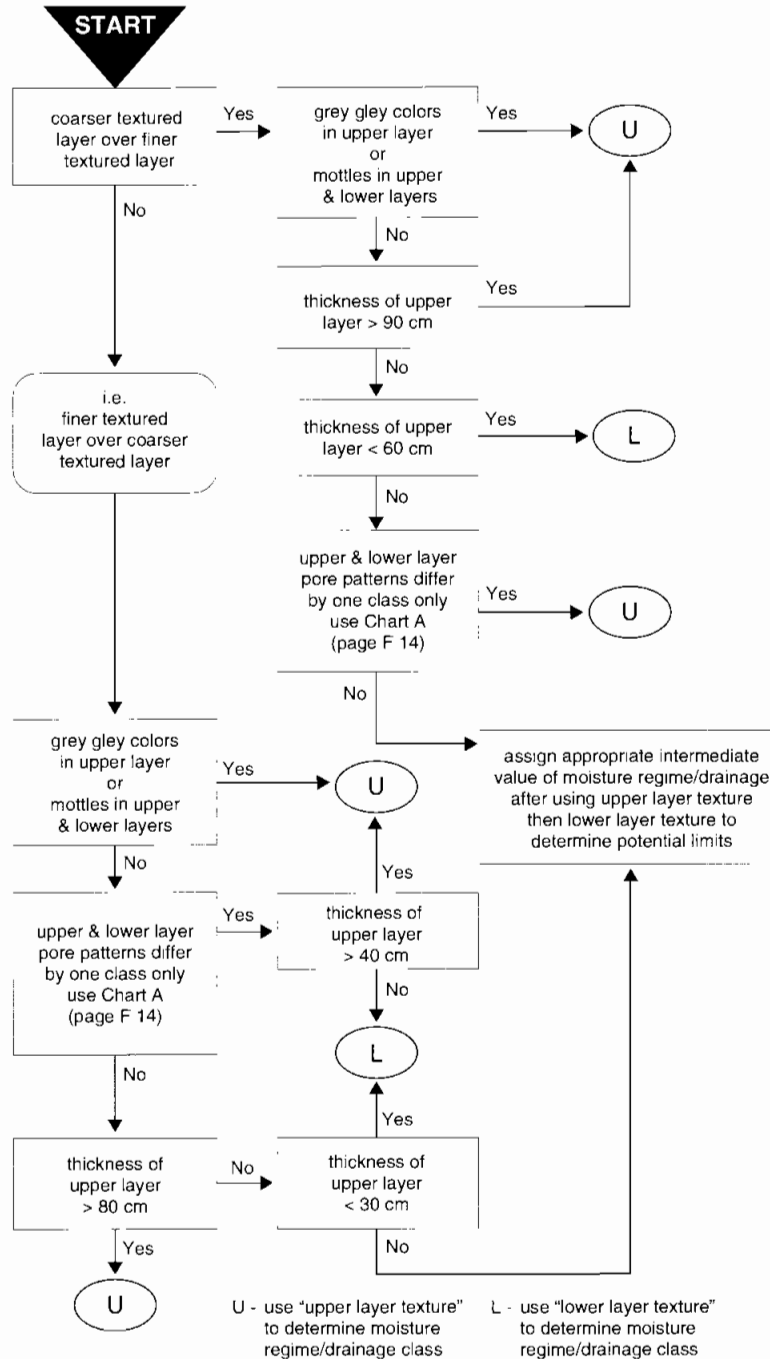 START
coarser textured
layer over finer
textured layer
Yes
grey gley colors
in upper layer
or
mottles in upper
& lower layers
Yes
U
No
No
thickness of upper
layer > 90 cm
Yes
No
i.e.
finer textured
layer over coarser
textured layer
thickness of upper
layer < 60 cm
Yes
L
No
upper & lower layer
pore patterns differ
by one class only
use Chart A
(page F 14)
Yes
U
No
grey gley colors
in upper layer
or
mottles in upper
& lower layers
Yes
U
assign appropriate intermediate
value of moisture regime/drainage
after using upper layer texture
then lower layer texture to
determine potential limits
No
Yes
upper & lower layer
pore patterns differ
by one class only
use Chart A
(page F 14)
Yes
thickness of
upper layer
> 40 cm
No
L
No
Yes
thickness of
upper layer
> 80 cm
No
thickness of
upper layer
< 30 cm
Yes
No
U
U - use "upper layer texture"
to determine moisture
regime/drainage class
L - use "lower layer texture"
to determine moisture
regime/drainage class